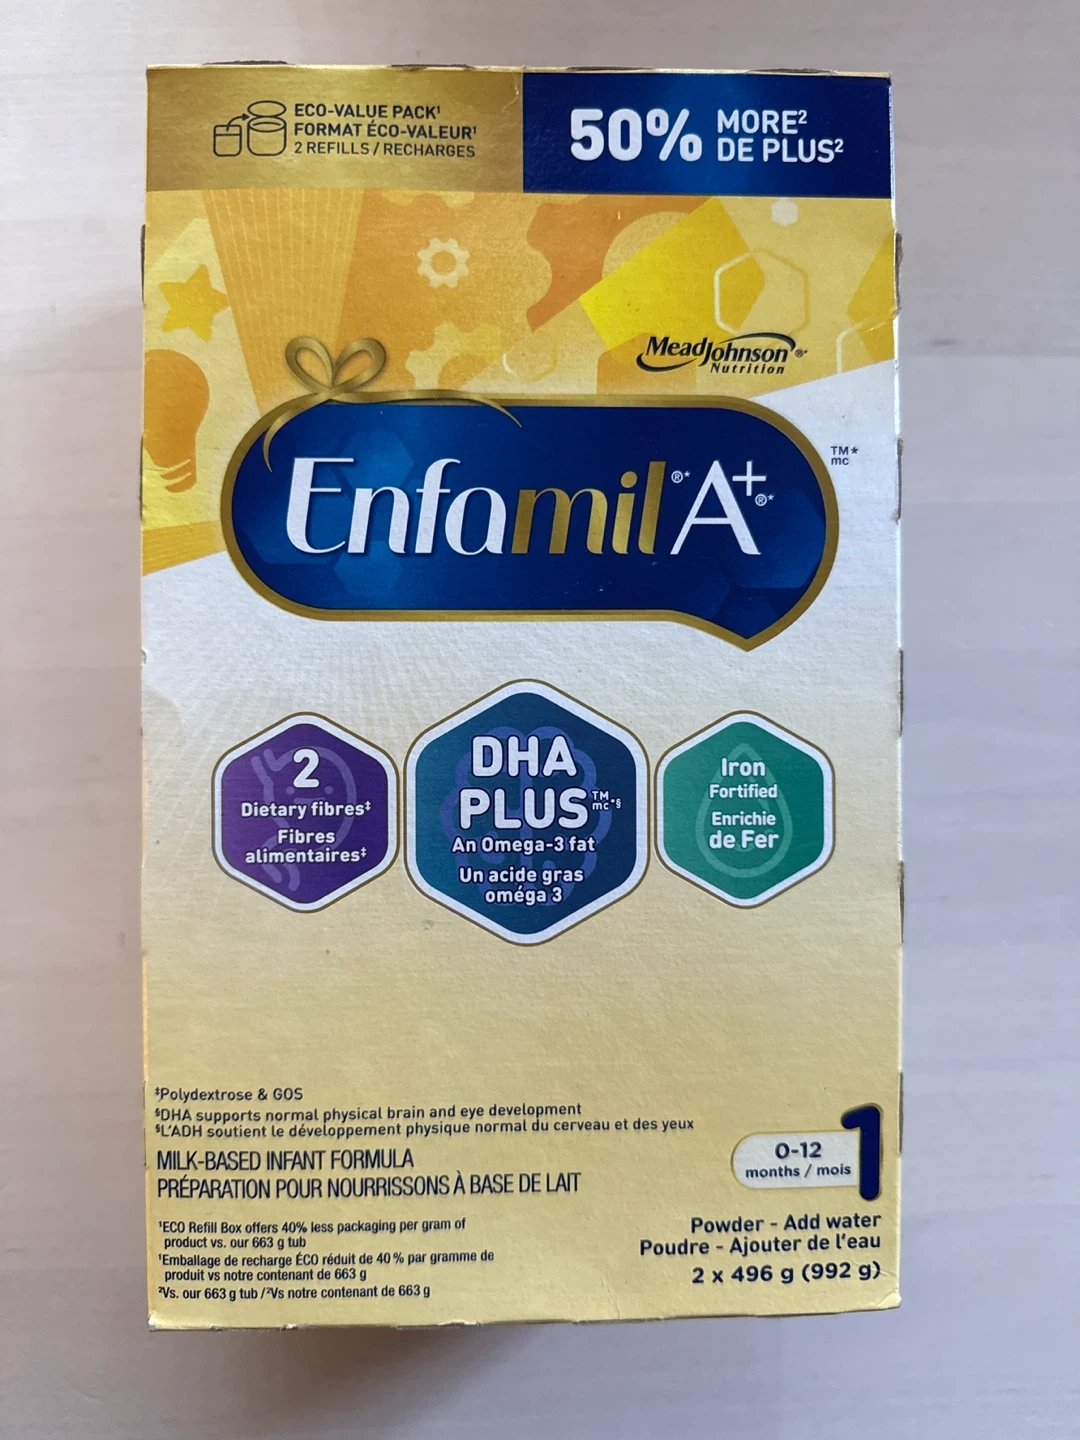 ECO-VALUE PACK¹
FORMAT ÉCO-VALEUR¹
2 REFILLS / RECHARGES
50% MORE²
DE PLUS²
MeadJohnson®*
Nutrition
Enfamil®* A+®*
TM*
mc
2
Dietary fibres‡
Fibres
alimentaires‡
DHA
PLUS TM mc*§
An Omega-3 fat
Un acide gras
oméga 3
Iron
Fortified
Enrichie
de Fer
‡Polydextrose & GOS
§DHA supports normal physical brain and eye development
§L'ADH soutient le développement physique normal du cerveau et des yeux
MILK-BASED INFANT FORMULA
PRÉPARATION POUR NOURRISSONS À BASE DE LAIT
1
0-12
months / mois
¹ECO Refill Box offers 40% less packaging per gram of
product vs. our 663 g tub
¹Emballage de recharge ÉCO réduit de 40 % par gramme de
produit vs notre contenant de 663 g
²Vs. our 663 g tub / ²Vs notre contenant de 663 g
Powder - Add water
Poudre - Ajouter de l'eau
2 x 496 g (992 g)